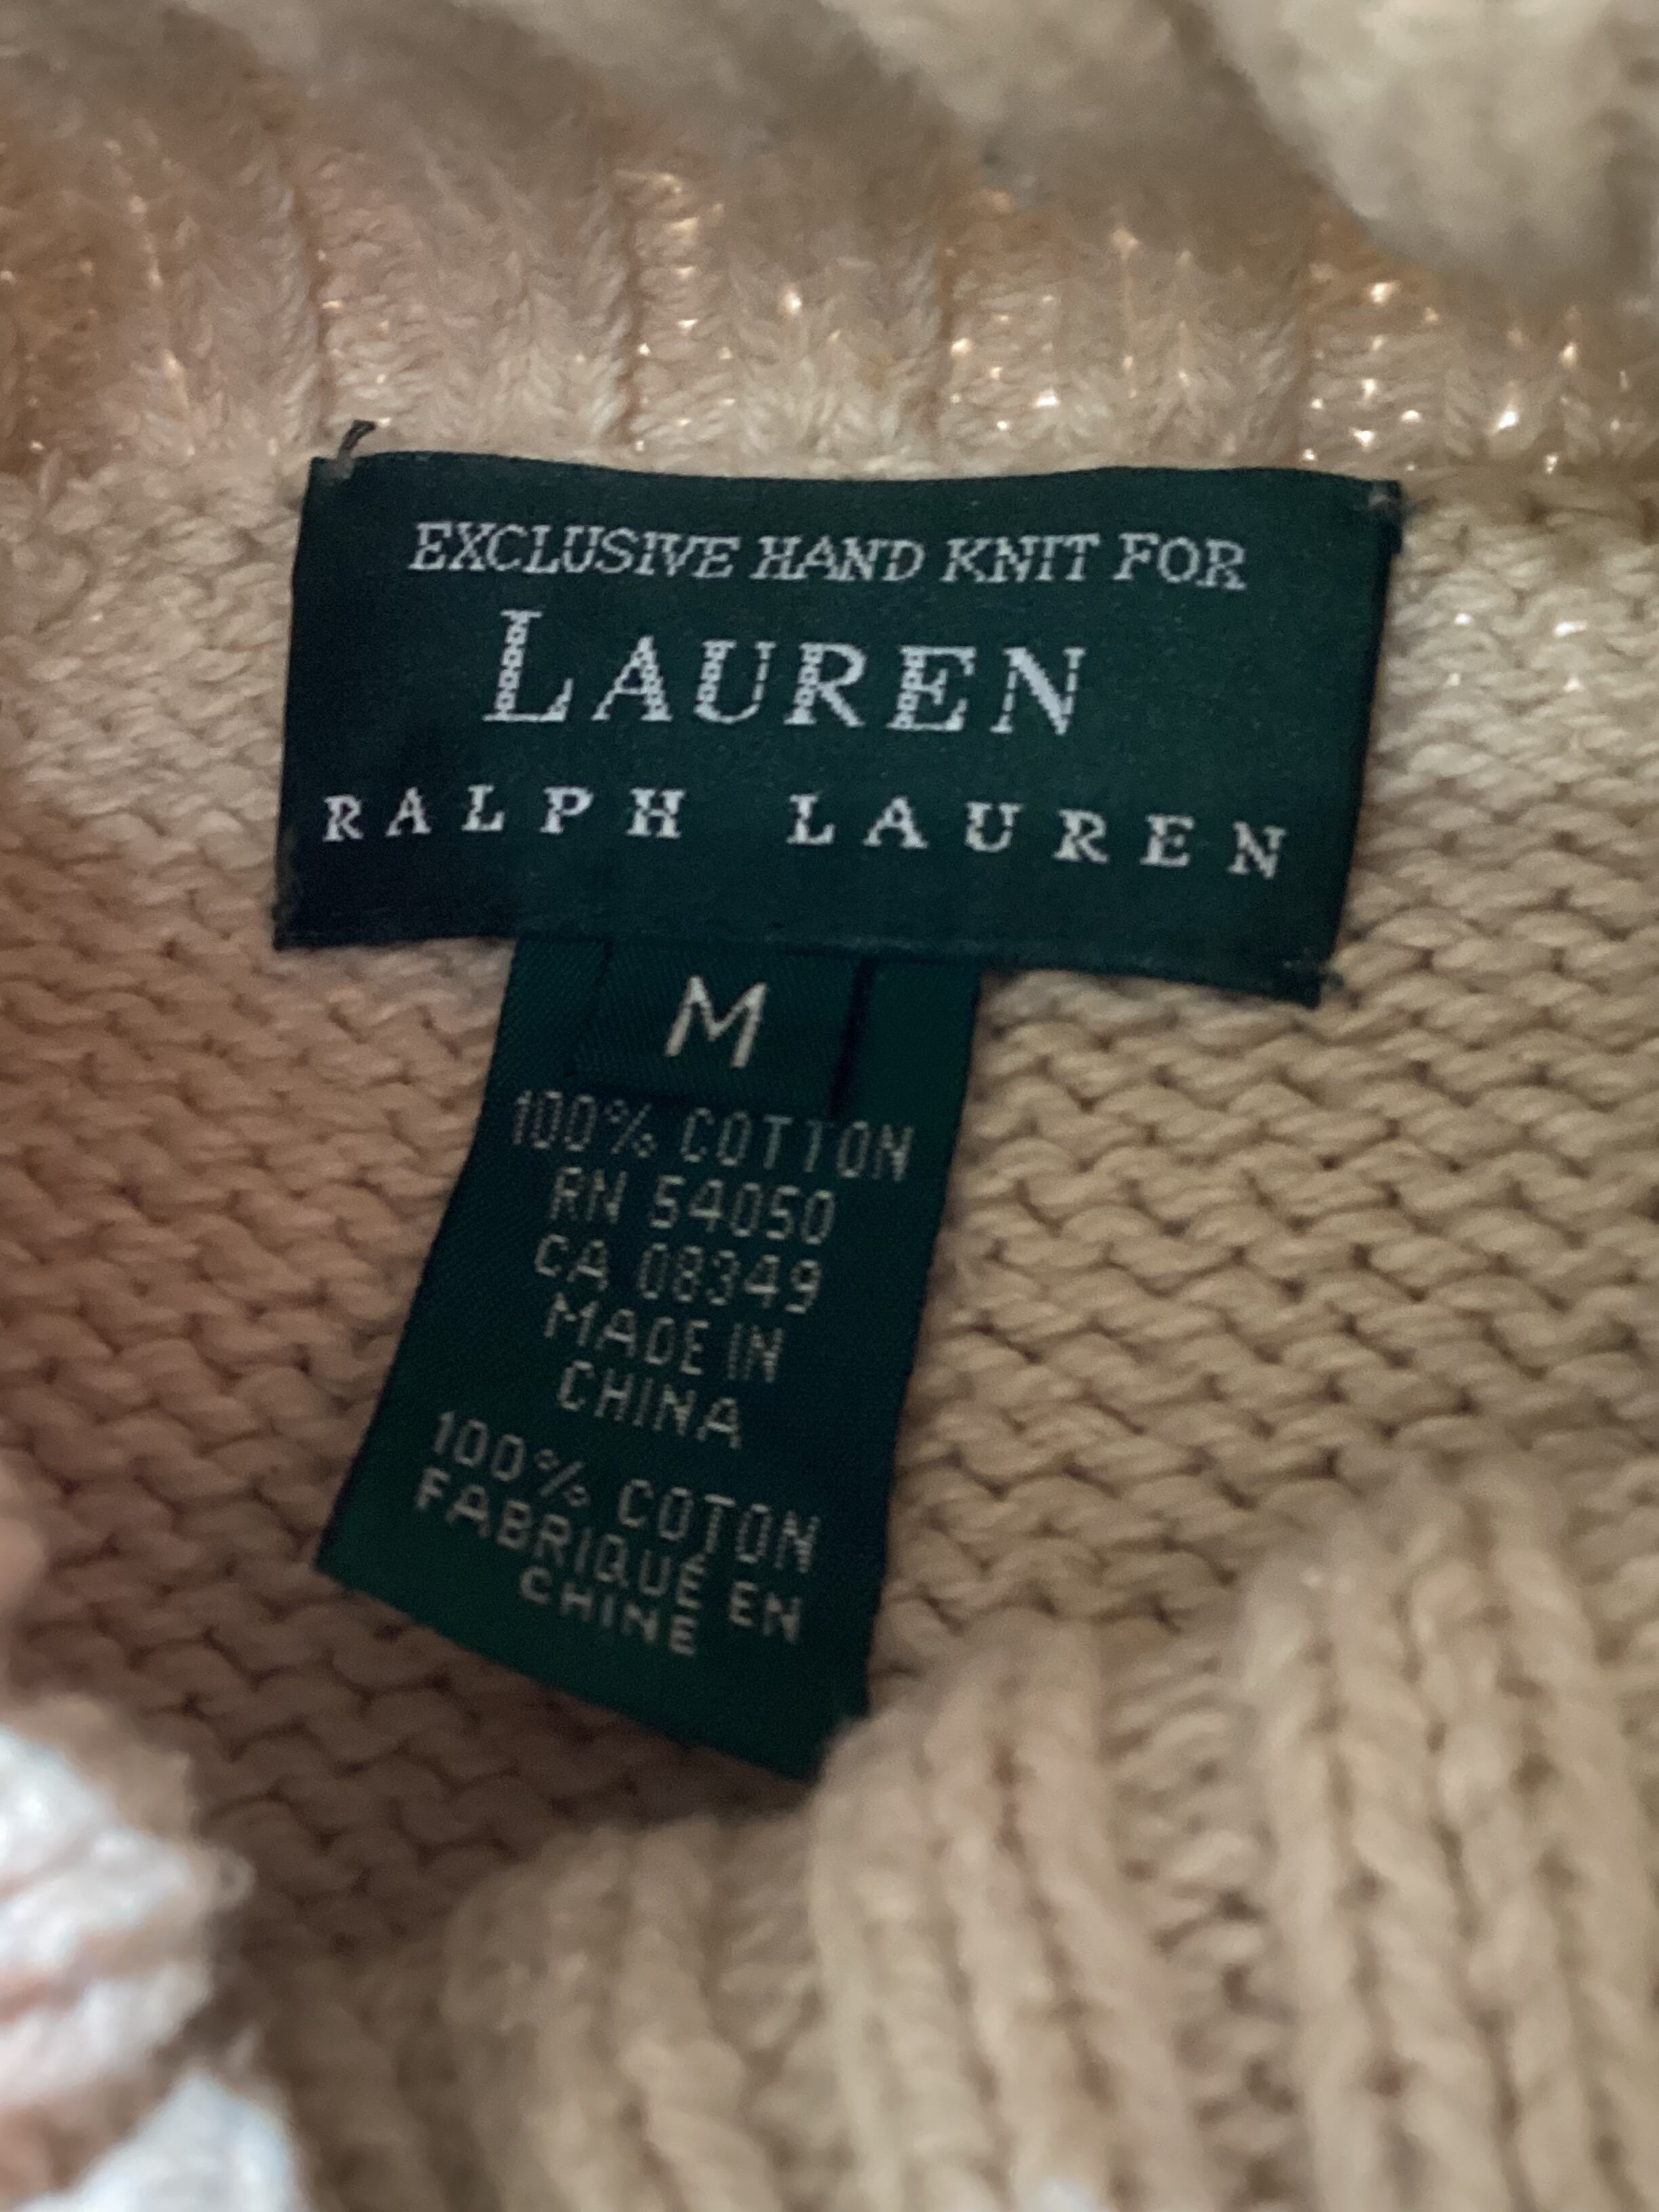 EXCLUSIVE HAND KNIT FOR
LAUREN
RALPH LAUREN
M
100% COTTON
RN 54050
CA 08349
MADE IN
CHINA
100% COTON
FABRIQUÉ EN
CHINE